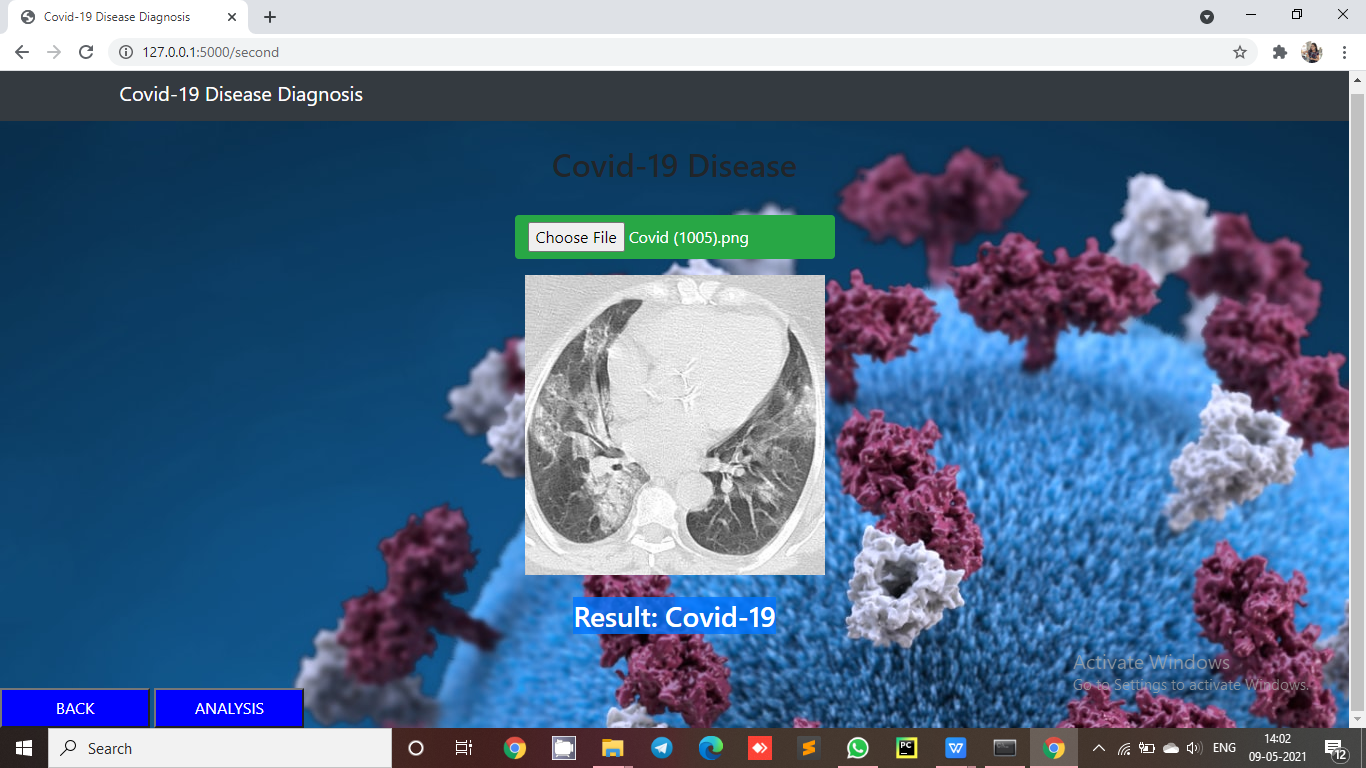 Covid-19 Disease Diagnosis
127.0.0.1:5000/second
Covid-19 Disease Diagnosis
Covid-19 Disease
Choose File Covid (1005).png
Result: Covid-19
Activate Windows
Go to Settings to activate Windows.
BACK ANALYSIS
Search
PC
W
ENG
14:02
09-05-2021
12